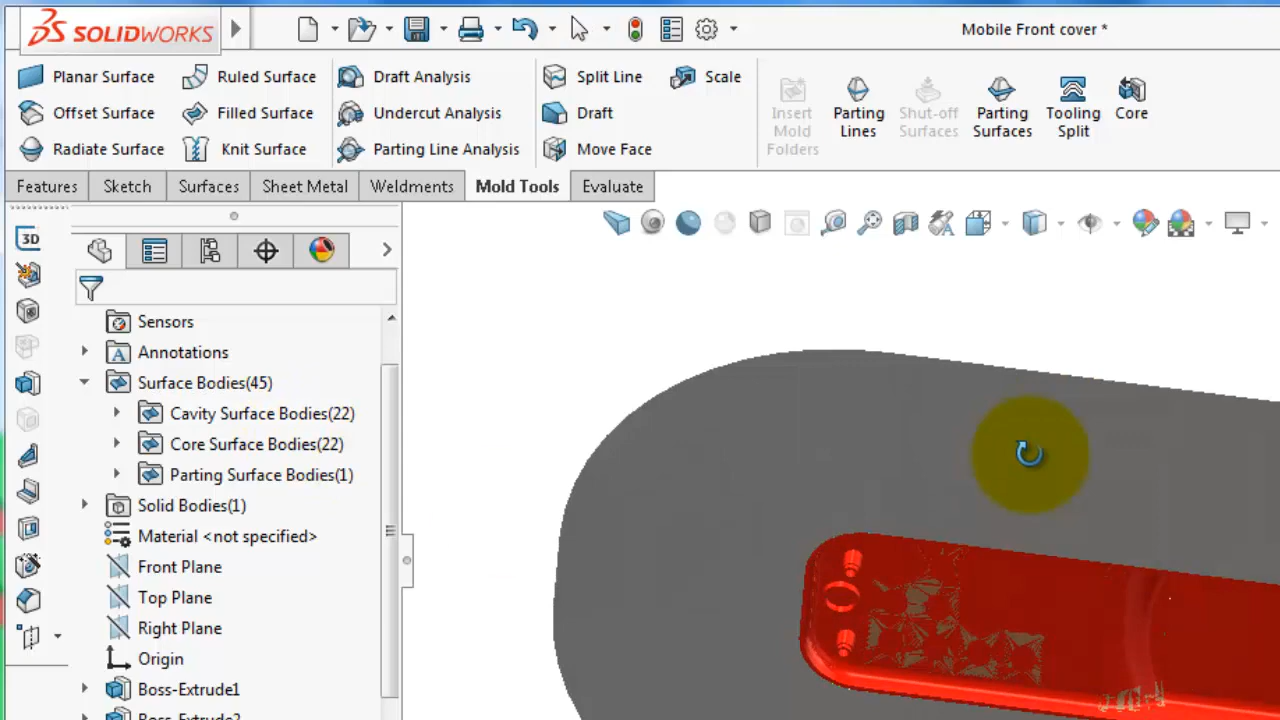 SOLIDWORKS
Mobile Front cover *
Planar Surface
Ruled Surface
Draft Analysis
Split Line
Scale
Offset Surface
Filled Surface
Undercut Analysis
Draft
Radiate Surface
Knit Surface
Parting Line Analysis
Move Face
Insert
Mold
Folders
Parting
Lines
Shut-off
Surfaces
Parting
Surfaces
Tooling
Split
Core
Features
Sketch
Surfaces
Sheet Metal
Weldments
Mold Tools
Evaluate
3D
Sensors
Annotations
Surface Bodies(45)
Cavity Surface Bodies(22)
Core Surface Bodies(22)
Parting Surface Bodies(1)
Solid Bodies(1)
Material <not specified>
Front Plane
Top Plane
Right Plane
Origin
Boss-Extrude1
Boss-Extrude2